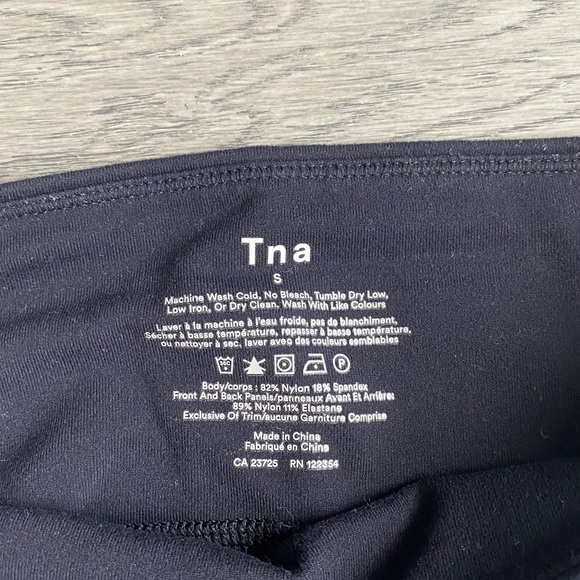 Tna
S
Machine Wash Cold, No Bleach, Tumble Dry Low,
Low Iron, Or Dry Clean. Wash With Like Colours
Laver à la machine à l'eau froide, pas de blanchiment,
Sécher à basse température, repasser à basse température,
ou nettoyer à sec, laver avec des couleurs semblables
P
Body/corps : 82% Nylon 18% Spandex
Front And Back Panels/panneaux Avant Et Arrière:
89% Nylon 11% Elastane
Exclusive Of Trim/aucune Garniture Comprise
Made in China
Fabriqué en China
CA 23725 RN 122354